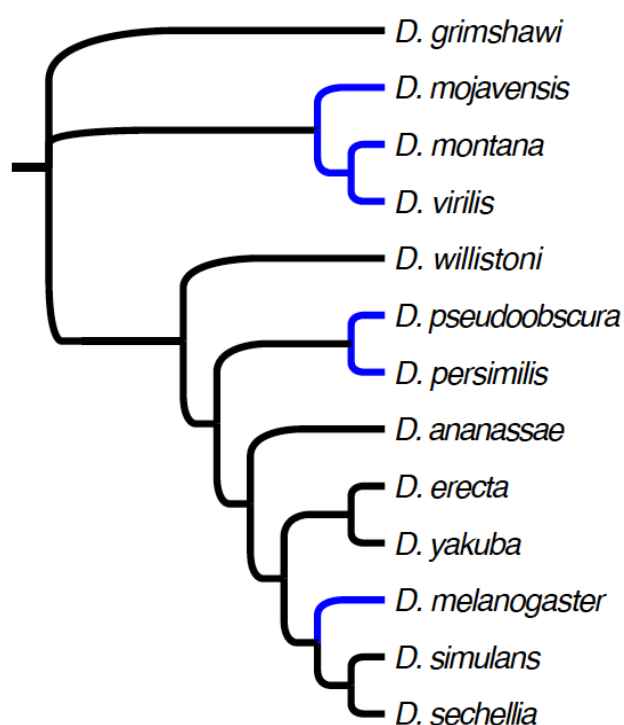 D. grimshawi
D. mojavensis
D. montana
D. virilis
D. willistoni
D. pseudoobscura
D. persimilis
D. ananassae
D. erecta
D. yakuba
D. melanogaster
D. simulans
D. sechellia